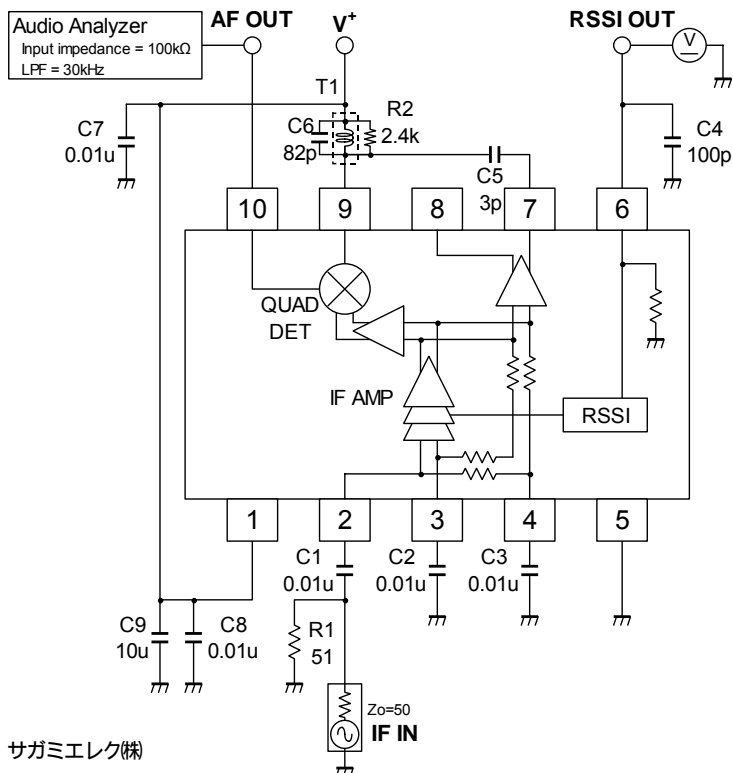 Audio Analyzer
Input impedance = 100kΩ
LPF = 30kHz
AF OUT
V+
RSSI OUT
V
T1
C7
0.01u
C6
82p
R2
2.4k
C5
3p
C4
100p
10
9
8
7
6
QUAD
DET
IF AMP
RSSI
1
2
3
4
5
C1
0.01u
C2
0.01u
C3
0.01u
C9
10u
C8
0.01u
R1
51
Zo=50
IF IN
サガミエレク㈱